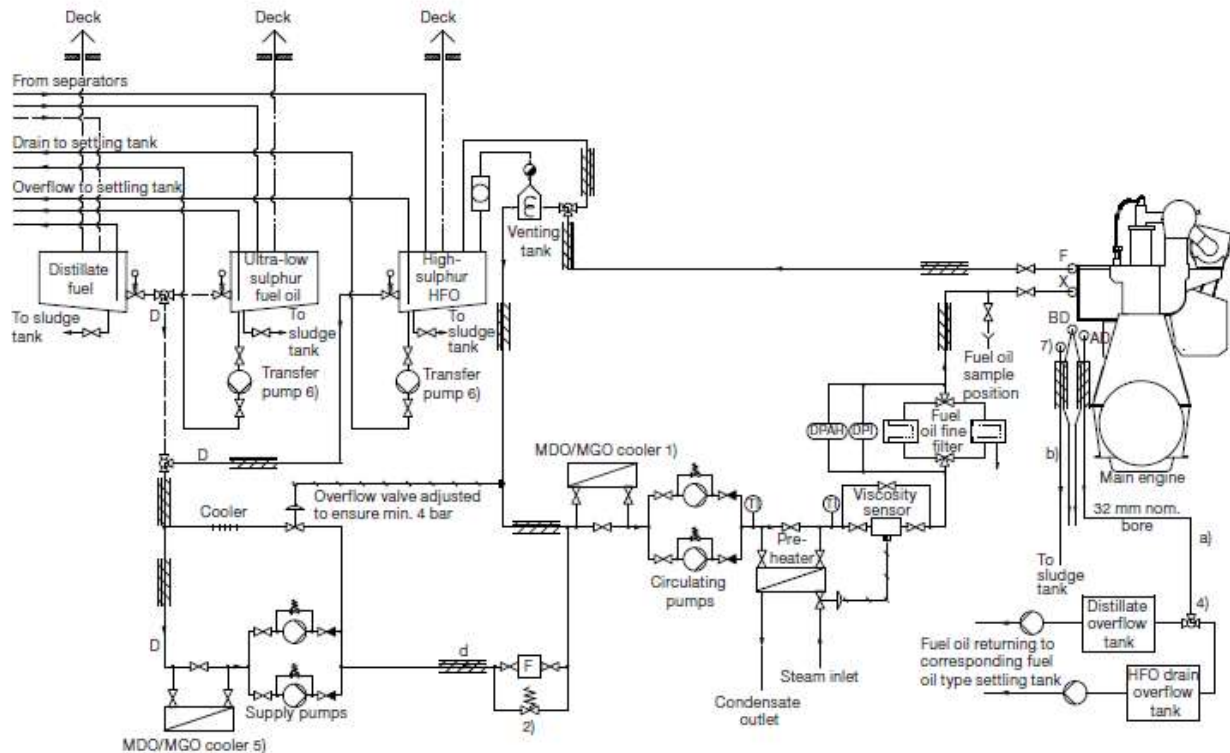 Deck
Deck
Deck
From separators
Drain to settling tank
Overflow to settling tank
Distillate
fuel
Ultra-low
sulphur
fuel oil
High-
sulphur
HFO
Venting
tank
F
X
BD
AD
7)
To sludge
tank
D
To
sludge
tank
To
sludge
tank
Transfer
pump 6)
Transfer
pump 6)
Fuel oil
sample
position
DPAH
DPI
Fuel
oil fine
filter
Main engine
b)
D
MDO/MGO cooler 1)
Overflow valve adjusted
to ensure min. 4 bar
Cooler
TI
TI
Viscosity
sensor
32 mm nom.
bore
a)
Pre-
heater
Circulating
pumps
To
sludge
tank
4)
Distillate
overflow
tank
Fuel oil returning to
corresponding fuel
oil type settling tank
HFO drain
overflow
tank
D
d
F
Steam inlet
Condensate
outlet
Supply pumps
2)
MDO/MGO cooler 5)